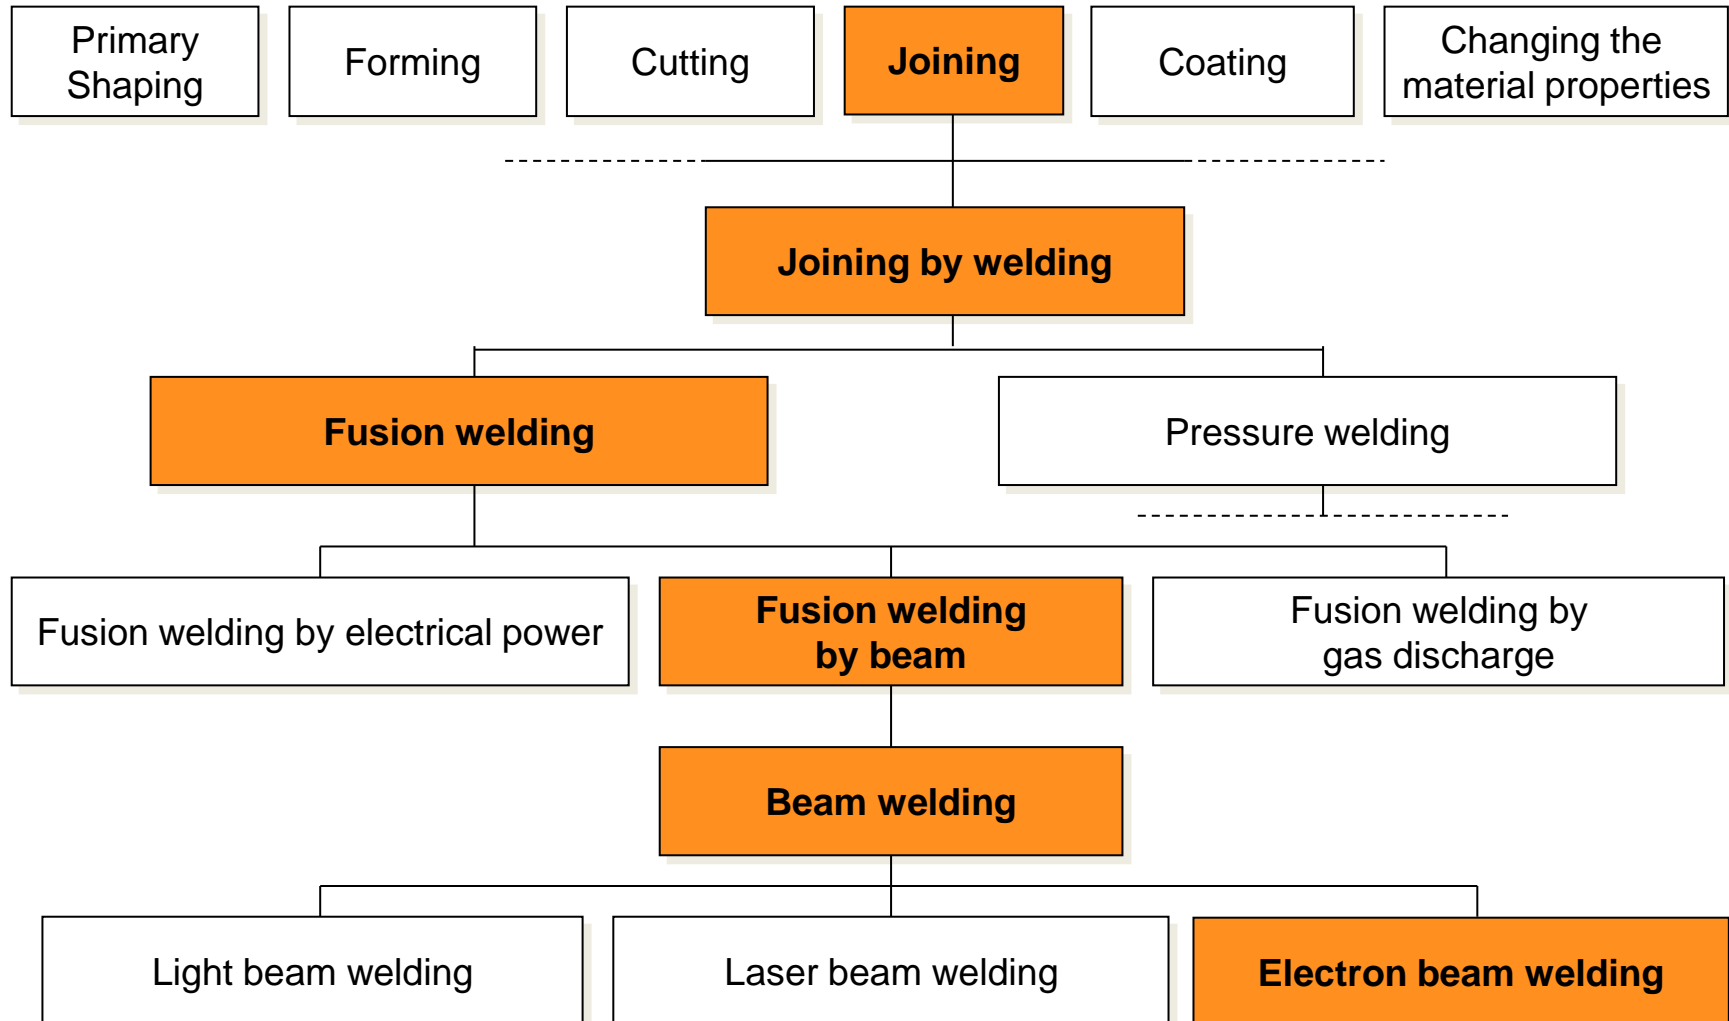 Primary
Shaping
Forming
Cutting
Joining
Coating
Changing the
material properties
Joining by welding
Fusion welding
Pressure welding
Fusion welding by electrical power
Fusion welding
by beam
Fusion welding by
gas discharge
Beam welding
Light beam welding
Laser beam welding
Electron beam welding